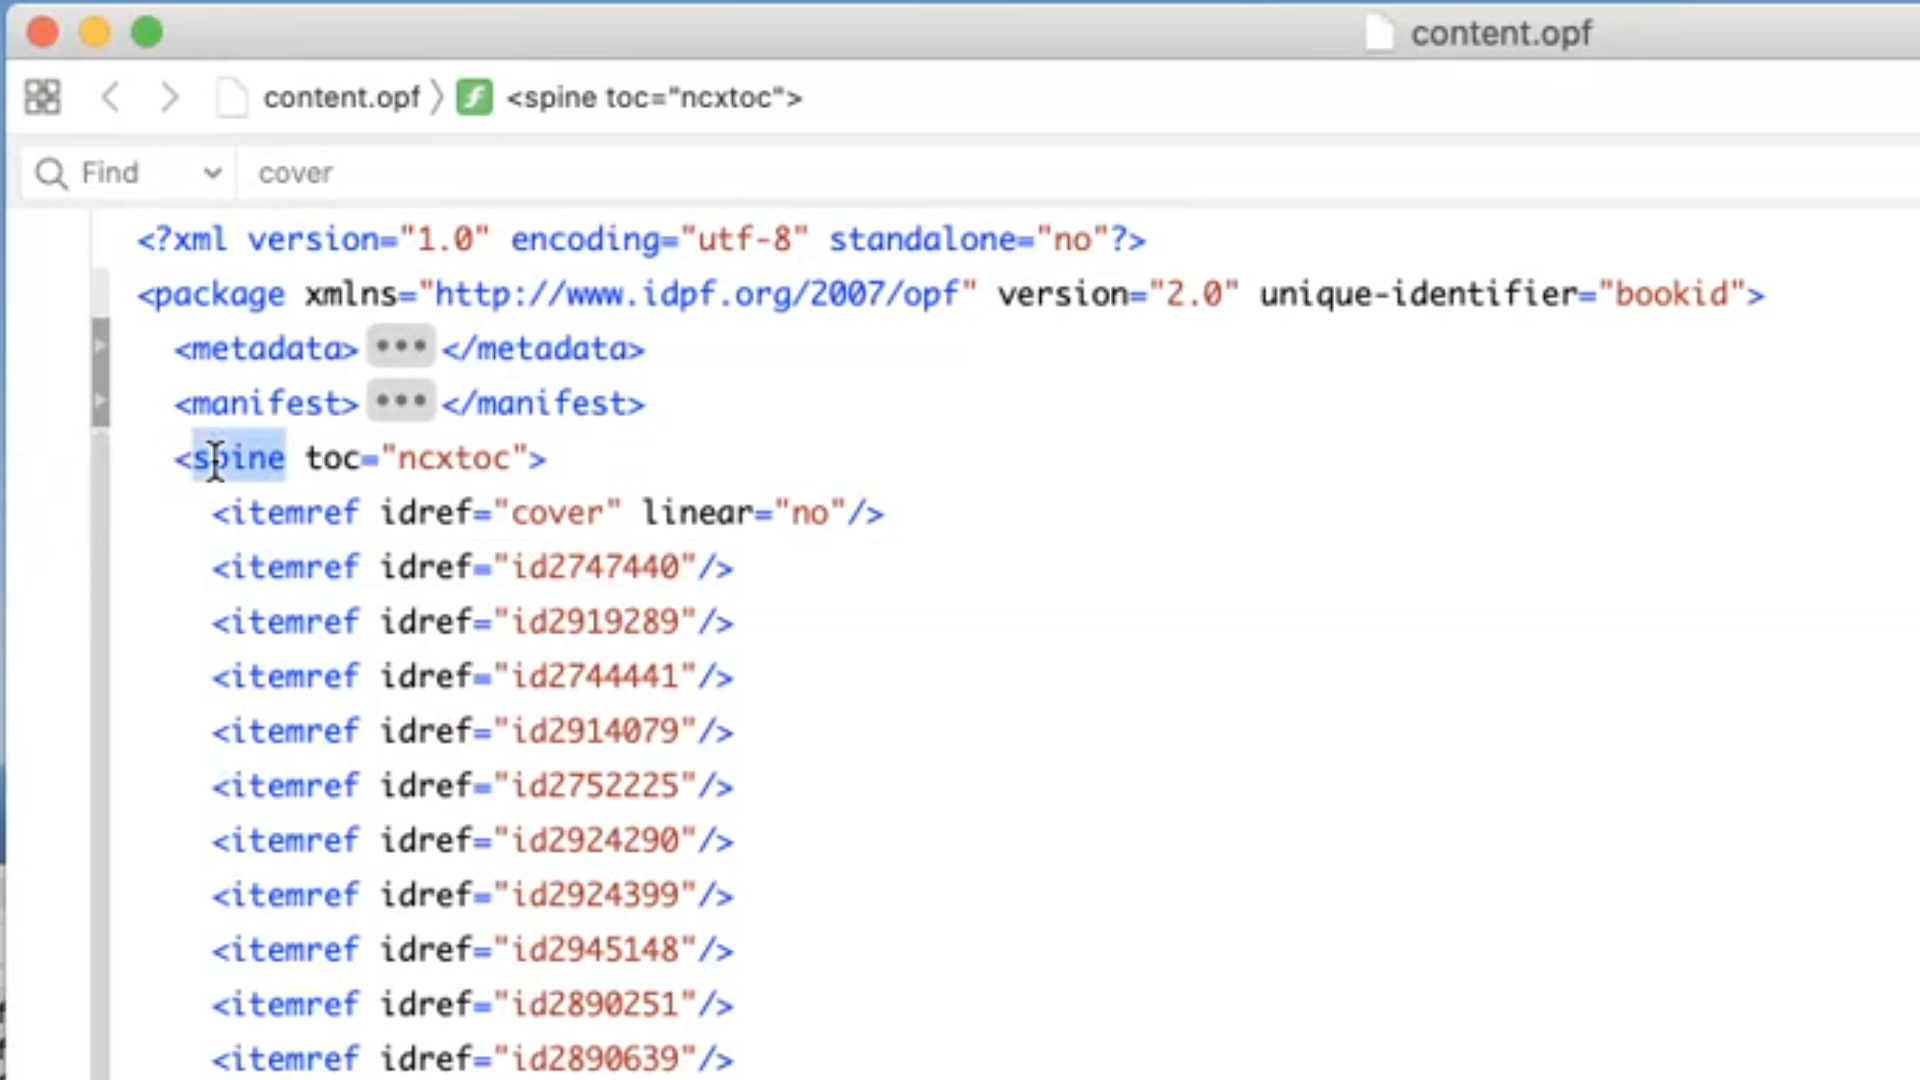 content.opf
content.opf 〉 <spine toc="ncxtoc">
Find cover
<?xml version="1.0" encoding="utf-8" standalone="no"?>
<package xmlns="http://www.idpf.org/2007/opf" version="2.0" unique-identifier="bookid">
<metadata>•••</metadata>
<manifest>•••</manifest>
<spine toc="ncxtoc">
<itemref idref="cover" linear="no"/>
<itemref idref="id2747440"/>
<itemref idref="id2919289"/>
<itemref idref="id2744441"/>
<itemref idref="id2914079"/>
<itemref idref="id2752225"/>
<itemref idref="id2924290"/>
<itemref idref="id2924399"/>
<itemref idref="id2945148"/>
<itemref idref="id2890251"/>
<itemref idref="id2890639"/>